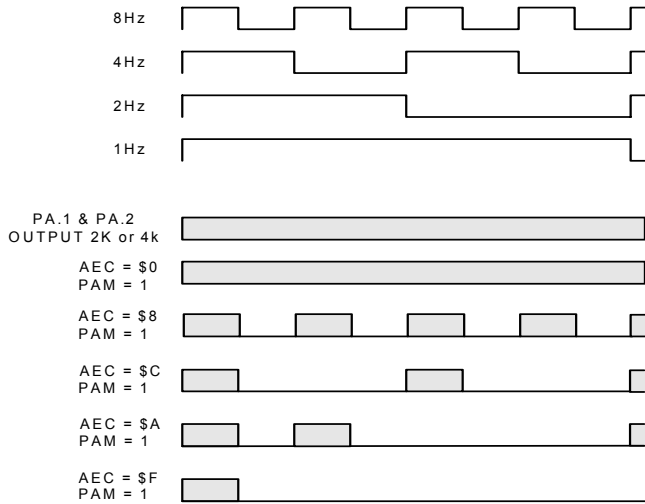 8Hz
4Hz
2Hz
1Hz
PA.1 & PA.2
OUTPUT 2K or 4k
AEC = $0
PAM = 1
AEC = $8
PAM = 1
AEC = $C
PAM = 1
AEC = $A
PAM = 1
AEC = $F
PAM = 1